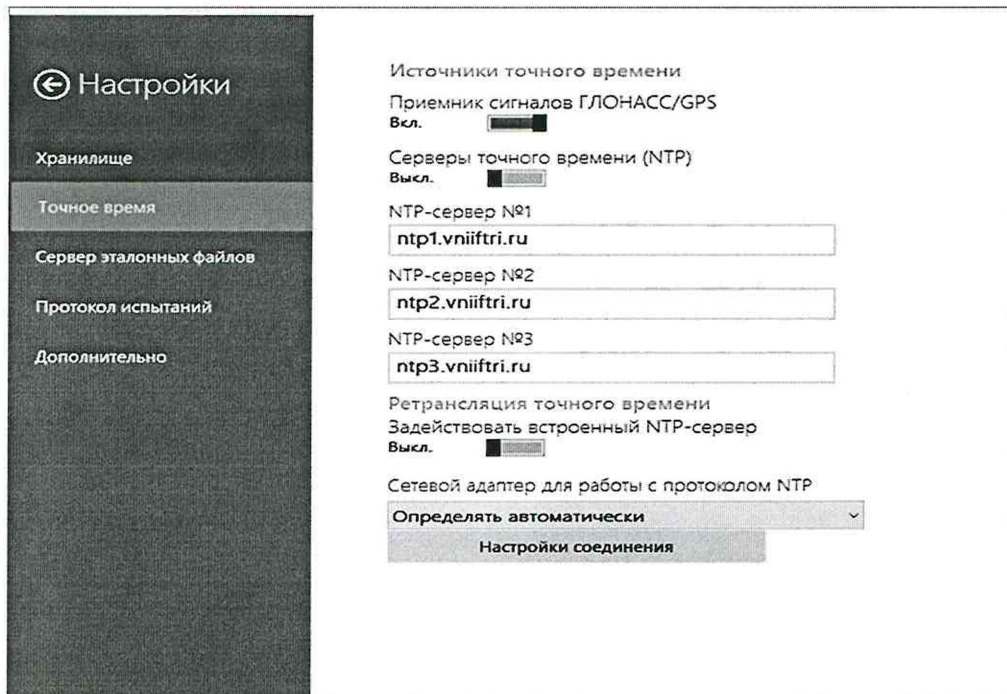 Настройки
Хранилище
Точное время
Сервер эталонных файлов
Протокол испытаний
Дополнительно
Источники точного времени
Приемник сигналов ГЛОНАСС/GPS
Вкл.
Серверы точного времени (NTP)
Выкл.
NTP-сервер №1
ntp1.vniiftri.ru
NTP-сервер №2
ntp2.vniiftri.ru
NTP-сервер №3
ntp3.vniiftri.ru
Ретрансляция точного времени
Задействовать встроенный NTP-сервер
Выкл.
Сетевой адаптер для работы с протоколом NTP
Определять автоматически
Настройки соединения